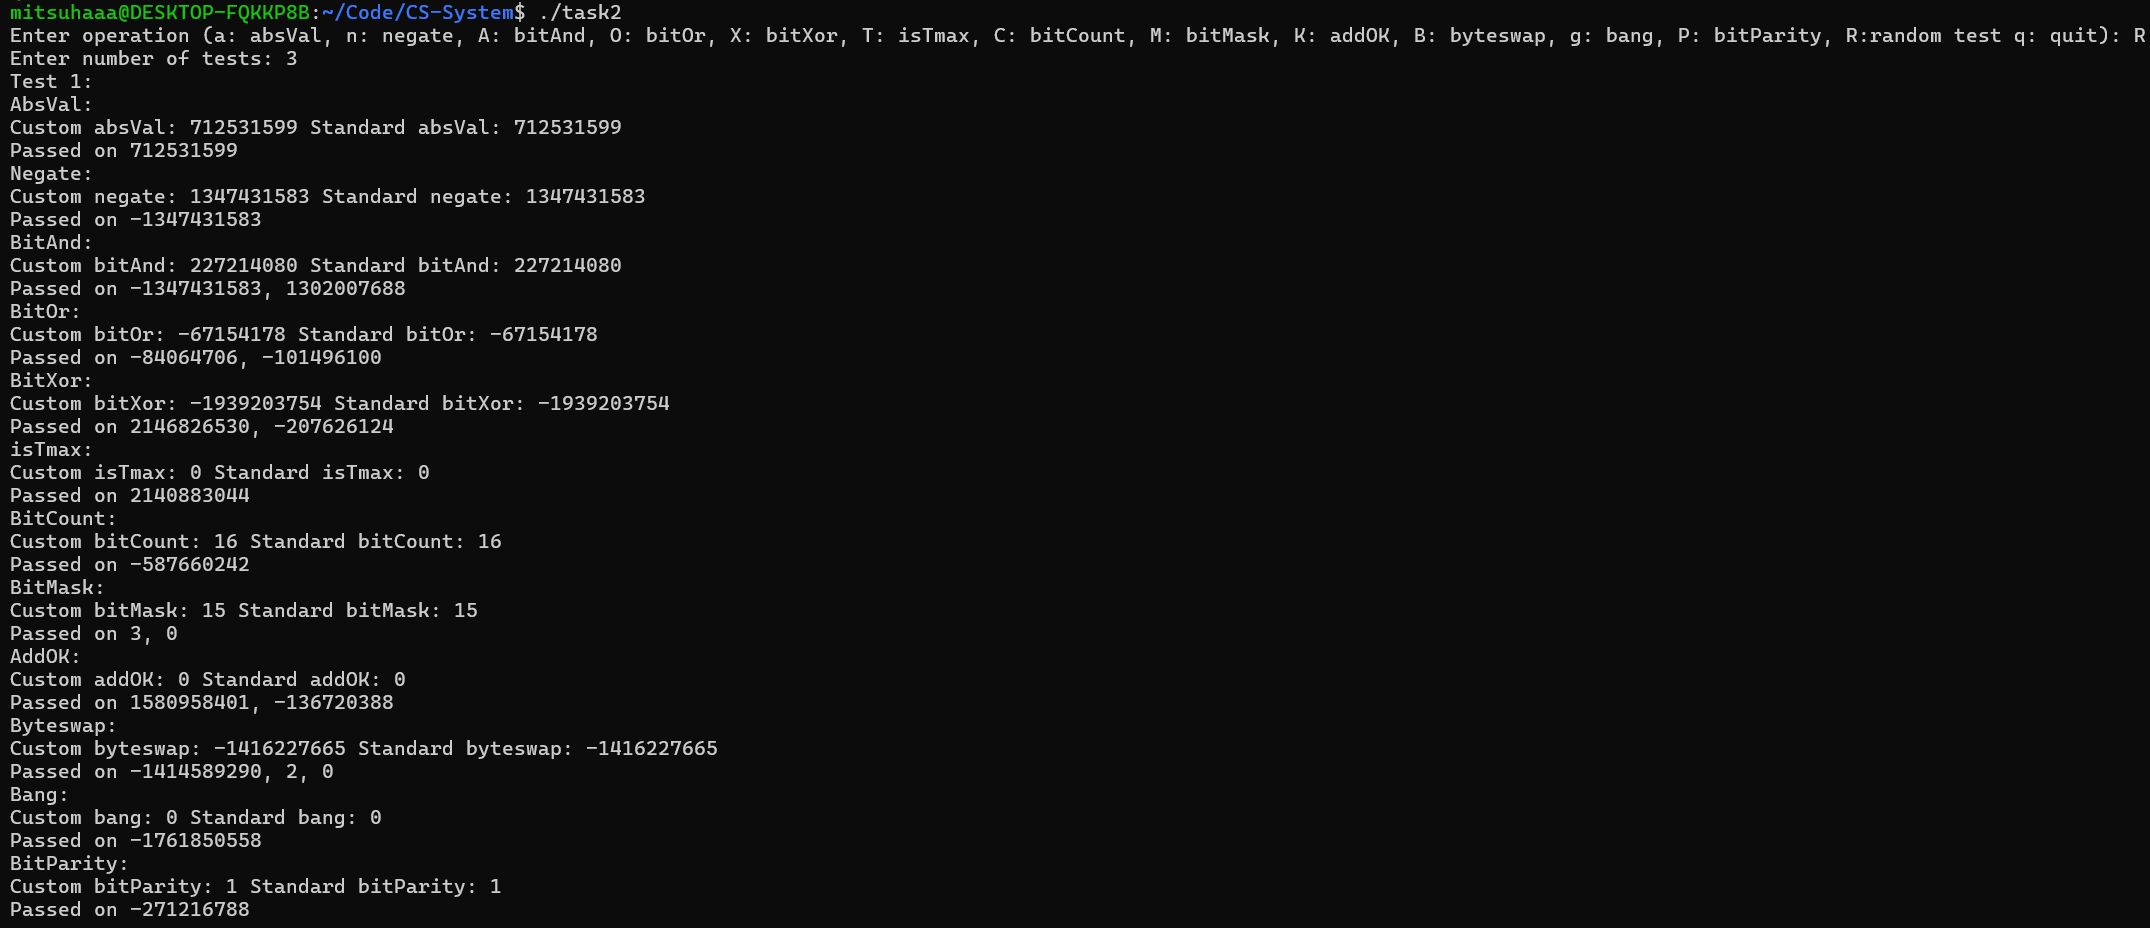 mitsuhaaa@DESKTOP-FQKKP8B:~/Code/CS-System$ ./task2
Enter operation (a: absVal, n: negate, A: bitAnd, O: bitOr, X: bitXor, T: isTmax, C: bitCount, M: bitMask, K: addOK, B: byteswap, g: bang, P: bitParity, R:random test q: quit): R
Enter number of tests: 3
Test 1:
AbsVal:
Custom absVal: 712531599 Standard absVal: 712531599
Passed on 712531599
Negate:
Custom negate: 1347431583 Standard negate: 1347431583
Passed on -1347431583
BitAnd:
Custom bitAnd: 227214080 Standard bitAnd: 227214080
Passed on -1347431583, 1302007688
BitOr:
Custom bitOr: -67154178 Standard bitOr: -67154178
Passed on -84064706, -101496100
BitXor:
Custom bitXor: -1939203754 Standard bitXor: -1939203754
Passed on 2146826530, -207626124
isTmax:
Custom isTmax: 0 Standard isTmax: 0
Passed on 2140883044
BitCount:
Custom bitCount: 16 Standard bitCount: 16
Passed on -587660242
BitMask:
Custom bitMask: 15 Standard bitMask: 15
Passed on 3, 0
AddOK:
Custom addOK: 0 Standard addOK: 0
Passed on 1580958401, -136720388
Byteswap:
Custom byteswap: -1416227665 Standard byteswap: -1416227665
Passed on -1414589290, 2, 0
Bang:
Custom bang: 0 Standard bang: 0
Passed on -1761850558
BitParity:
Custom bitParity: 1 Standard bitParity: 1
Passed on -271216788